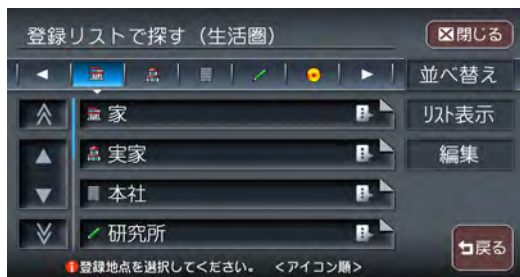 登録リストで探す（生活圏）
閉じる
並べ替え
家
リスト表示
実家
編集
本社
研究所
戻る
登録地点を選択してください。 <アイコン順>